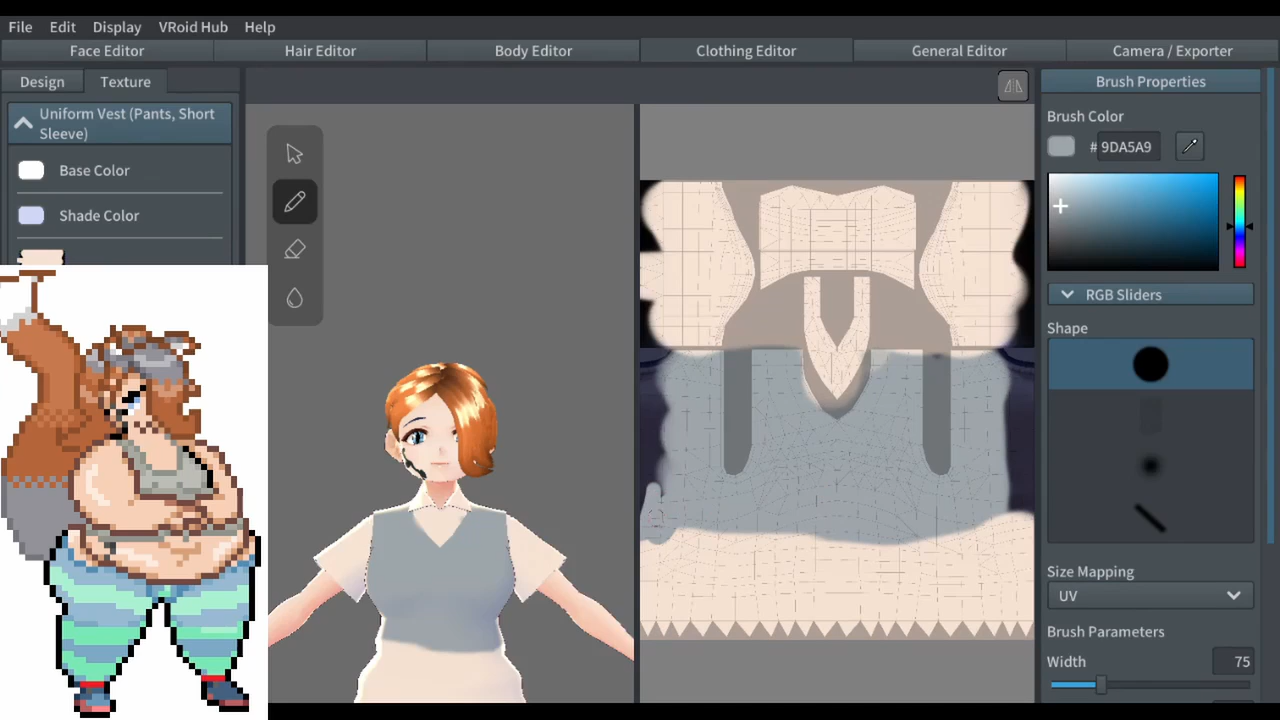 File Edit Display VRoid Hub Help
Face Editor Hair Editor Body Editor Clothing Editor General Editor Camera / Exporter
Design Texture
Uniform Vest (Pants, Short
Sleeve)
Base Color
Shade Color
Brush Properties
Brush Color
# 9DA5A9
RGB Sliders
Shape
Size Mapping
UV
Brush Parameters
Width 75